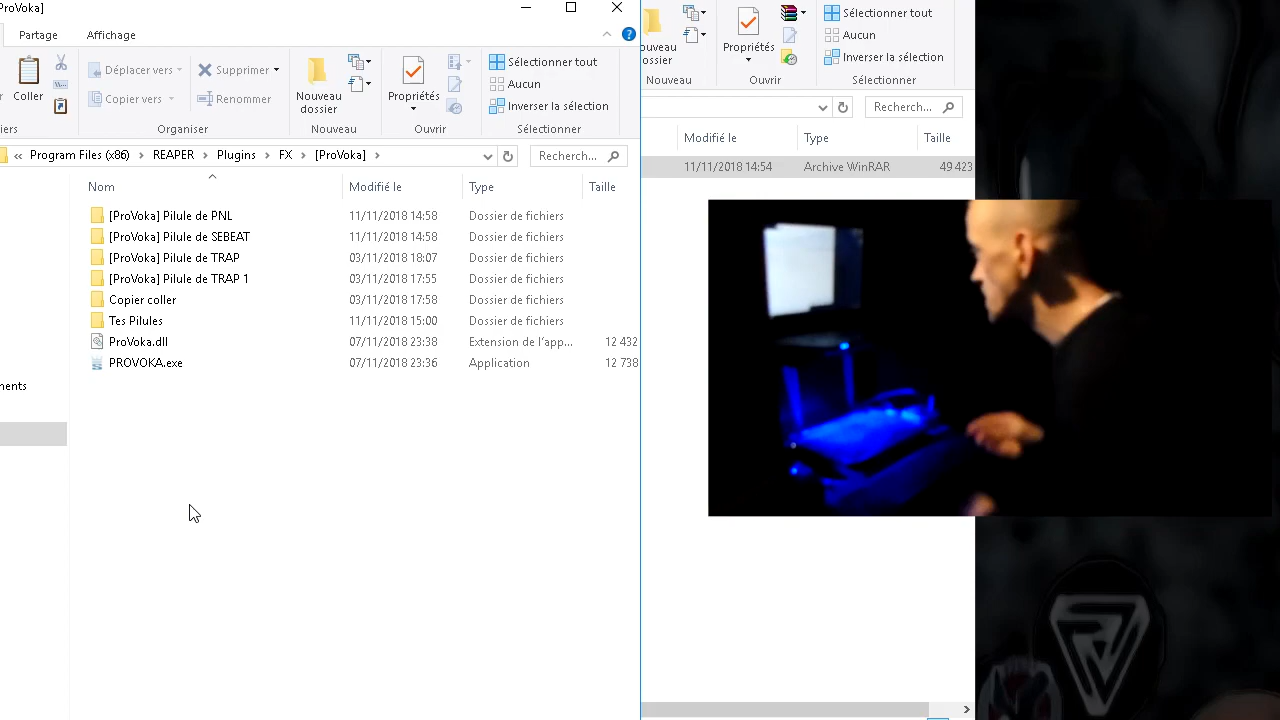 ProVoka]
Partage Affichage
Coller
Déplacer vers
Copier vers
Supprimer
Renommer
Nouveau
dossier
Propriétés
Sélectionner tout
Aucun
Inverser la sélection
Organiser Nouveau Ouvrir Sélectionner
« Program Files (x86) > REAPER > Plugins > FX > [ProVoka] > Recherch...
Nom Modifié le Type Taille
[ProVoka] Pilule de PNL 11/11/2018 14:58 Dossier de fichiers
[ProVoka] Pilule de SEBEAT 11/11/2018 14:58 Dossier de fichiers
[ProVoka] Pilule de TRAP 03/11/2018 18:07 Dossier de fichiers
[ProVoka] Pilule de TRAP 1 03/11/2018 17:55 Dossier de fichiers
Copier coller 03/11/2018 17:58 Dossier de fichiers
Tes Pilules 11/11/2018 15:00 Dossier de fichiers
ProVoka.dll 07/11/2018 23:38 Extension de l'app... 12 432
PROVOKA.exe 07/11/2018 23:36 Application 12 738
nents
ouveau
ossier
Propriétés
Sélectionner tout
Aucun
Inverser la sélection
Nouveau Ouvrir Sélectionner
Recherch...
Modifié le Type Taille
11/11/2018 14:54 Archive WinRAR 49 423